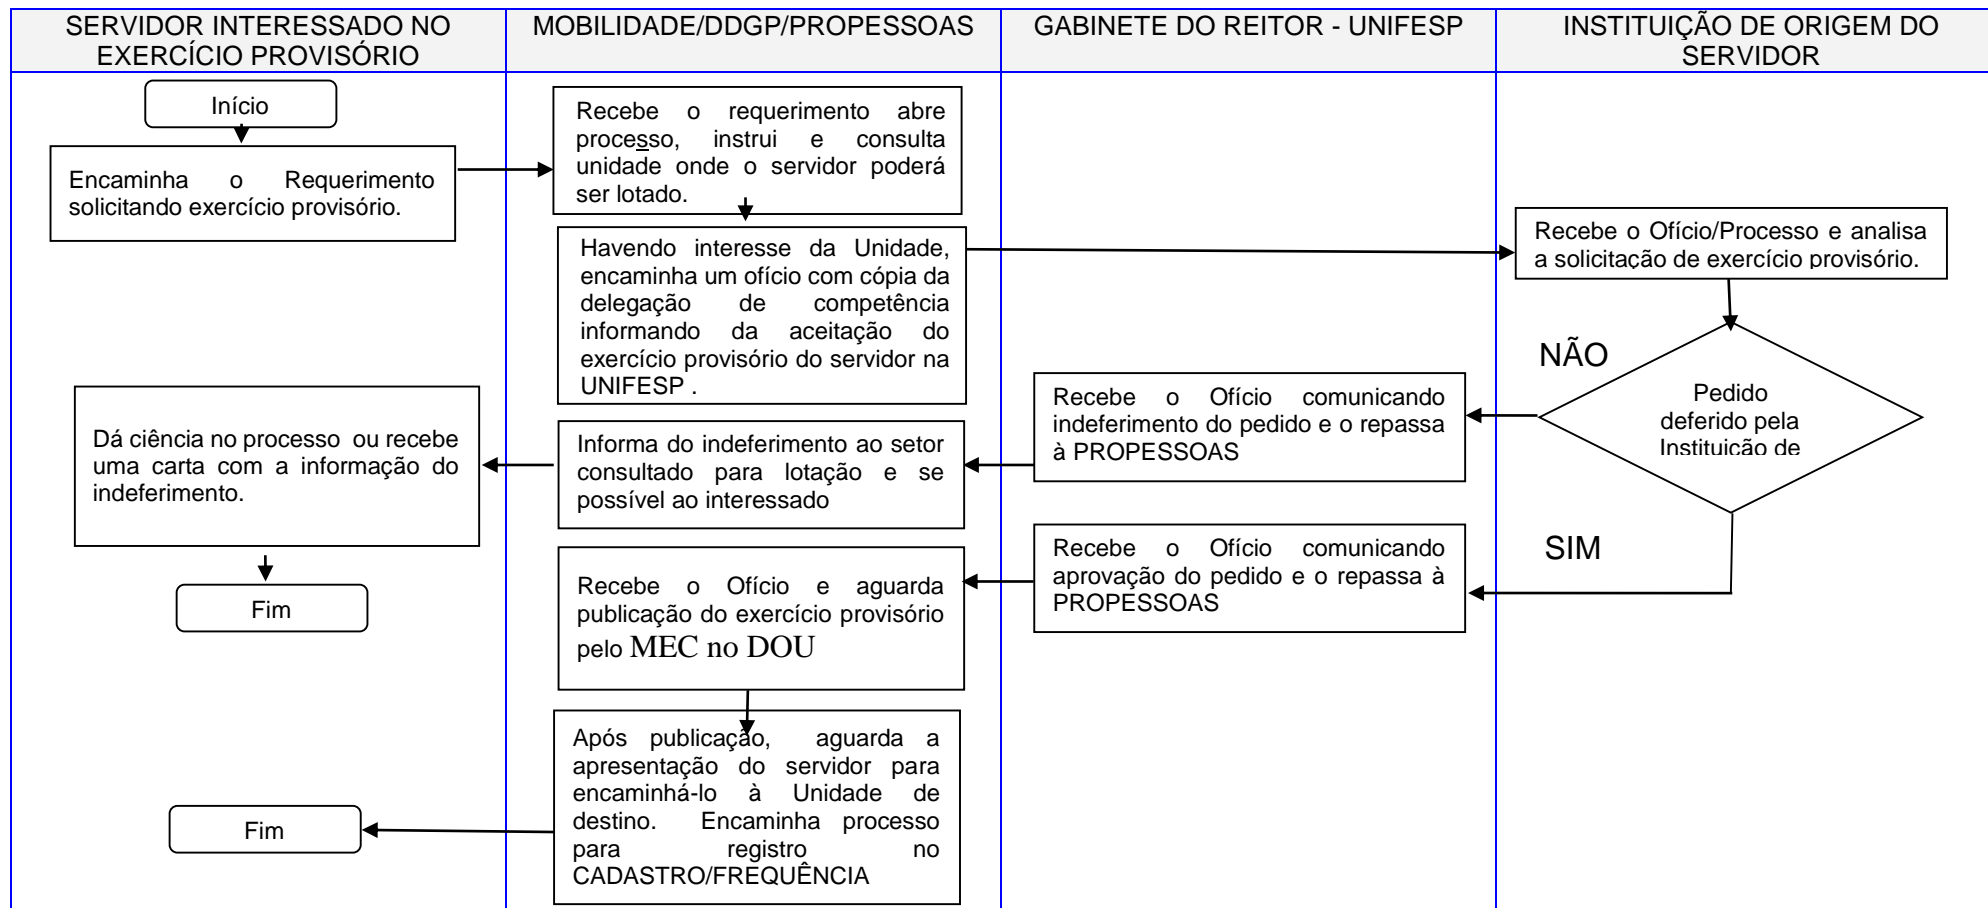 SERVIDOR INTERESSADO NO
EXERCÍCIO PROVISÓRIO
MOBILIDADE/DDGP/PROPESSOAS
GABINETE DO REITOR - UNIFESP
INSTITUIÇÃO DE ORIGEM DO
SERVIDOR
Início
Encaminha o Requerimento
solicitando exercício provisório.
Recebe o requerimento abre
processo, instrui e consulta
unidade onde o servidor poderá
ser lotado.
Havendo interesse da Unidade,
encaminha um ofício com cópia da
delegação de competência
informando da aceitação do
exercício provisório do servidor na
UNIFESP .
Recebe o Ofício/Processo e analisa
a solicitação de exercício provisório.
NÃO
Pedido
deferido pela
Instituição de
Recebe o Ofício comunicando
indeferimento do pedido e o repassa
à PROPESSOAS
Informa do indeferimento ao setor
consultado para lotação e se
possível ao interessado
Dá ciência no processo ou recebe
uma carta com a informação do
indeferimento.
Fim
SIM
Recebe o Ofício comunicando
aprovação do pedido e o repassa à
PROPESSOAS
Recebe o Ofício e aguarda
publicação do exercício provisório
pelo MEC no DOU
Após publicação, aguarda a
apresentação do servidor para
encaminhá-lo à Unidade de
destino. Encaminha processo
para registro no
CADASTRO/FREQUÊNCIA
Fim